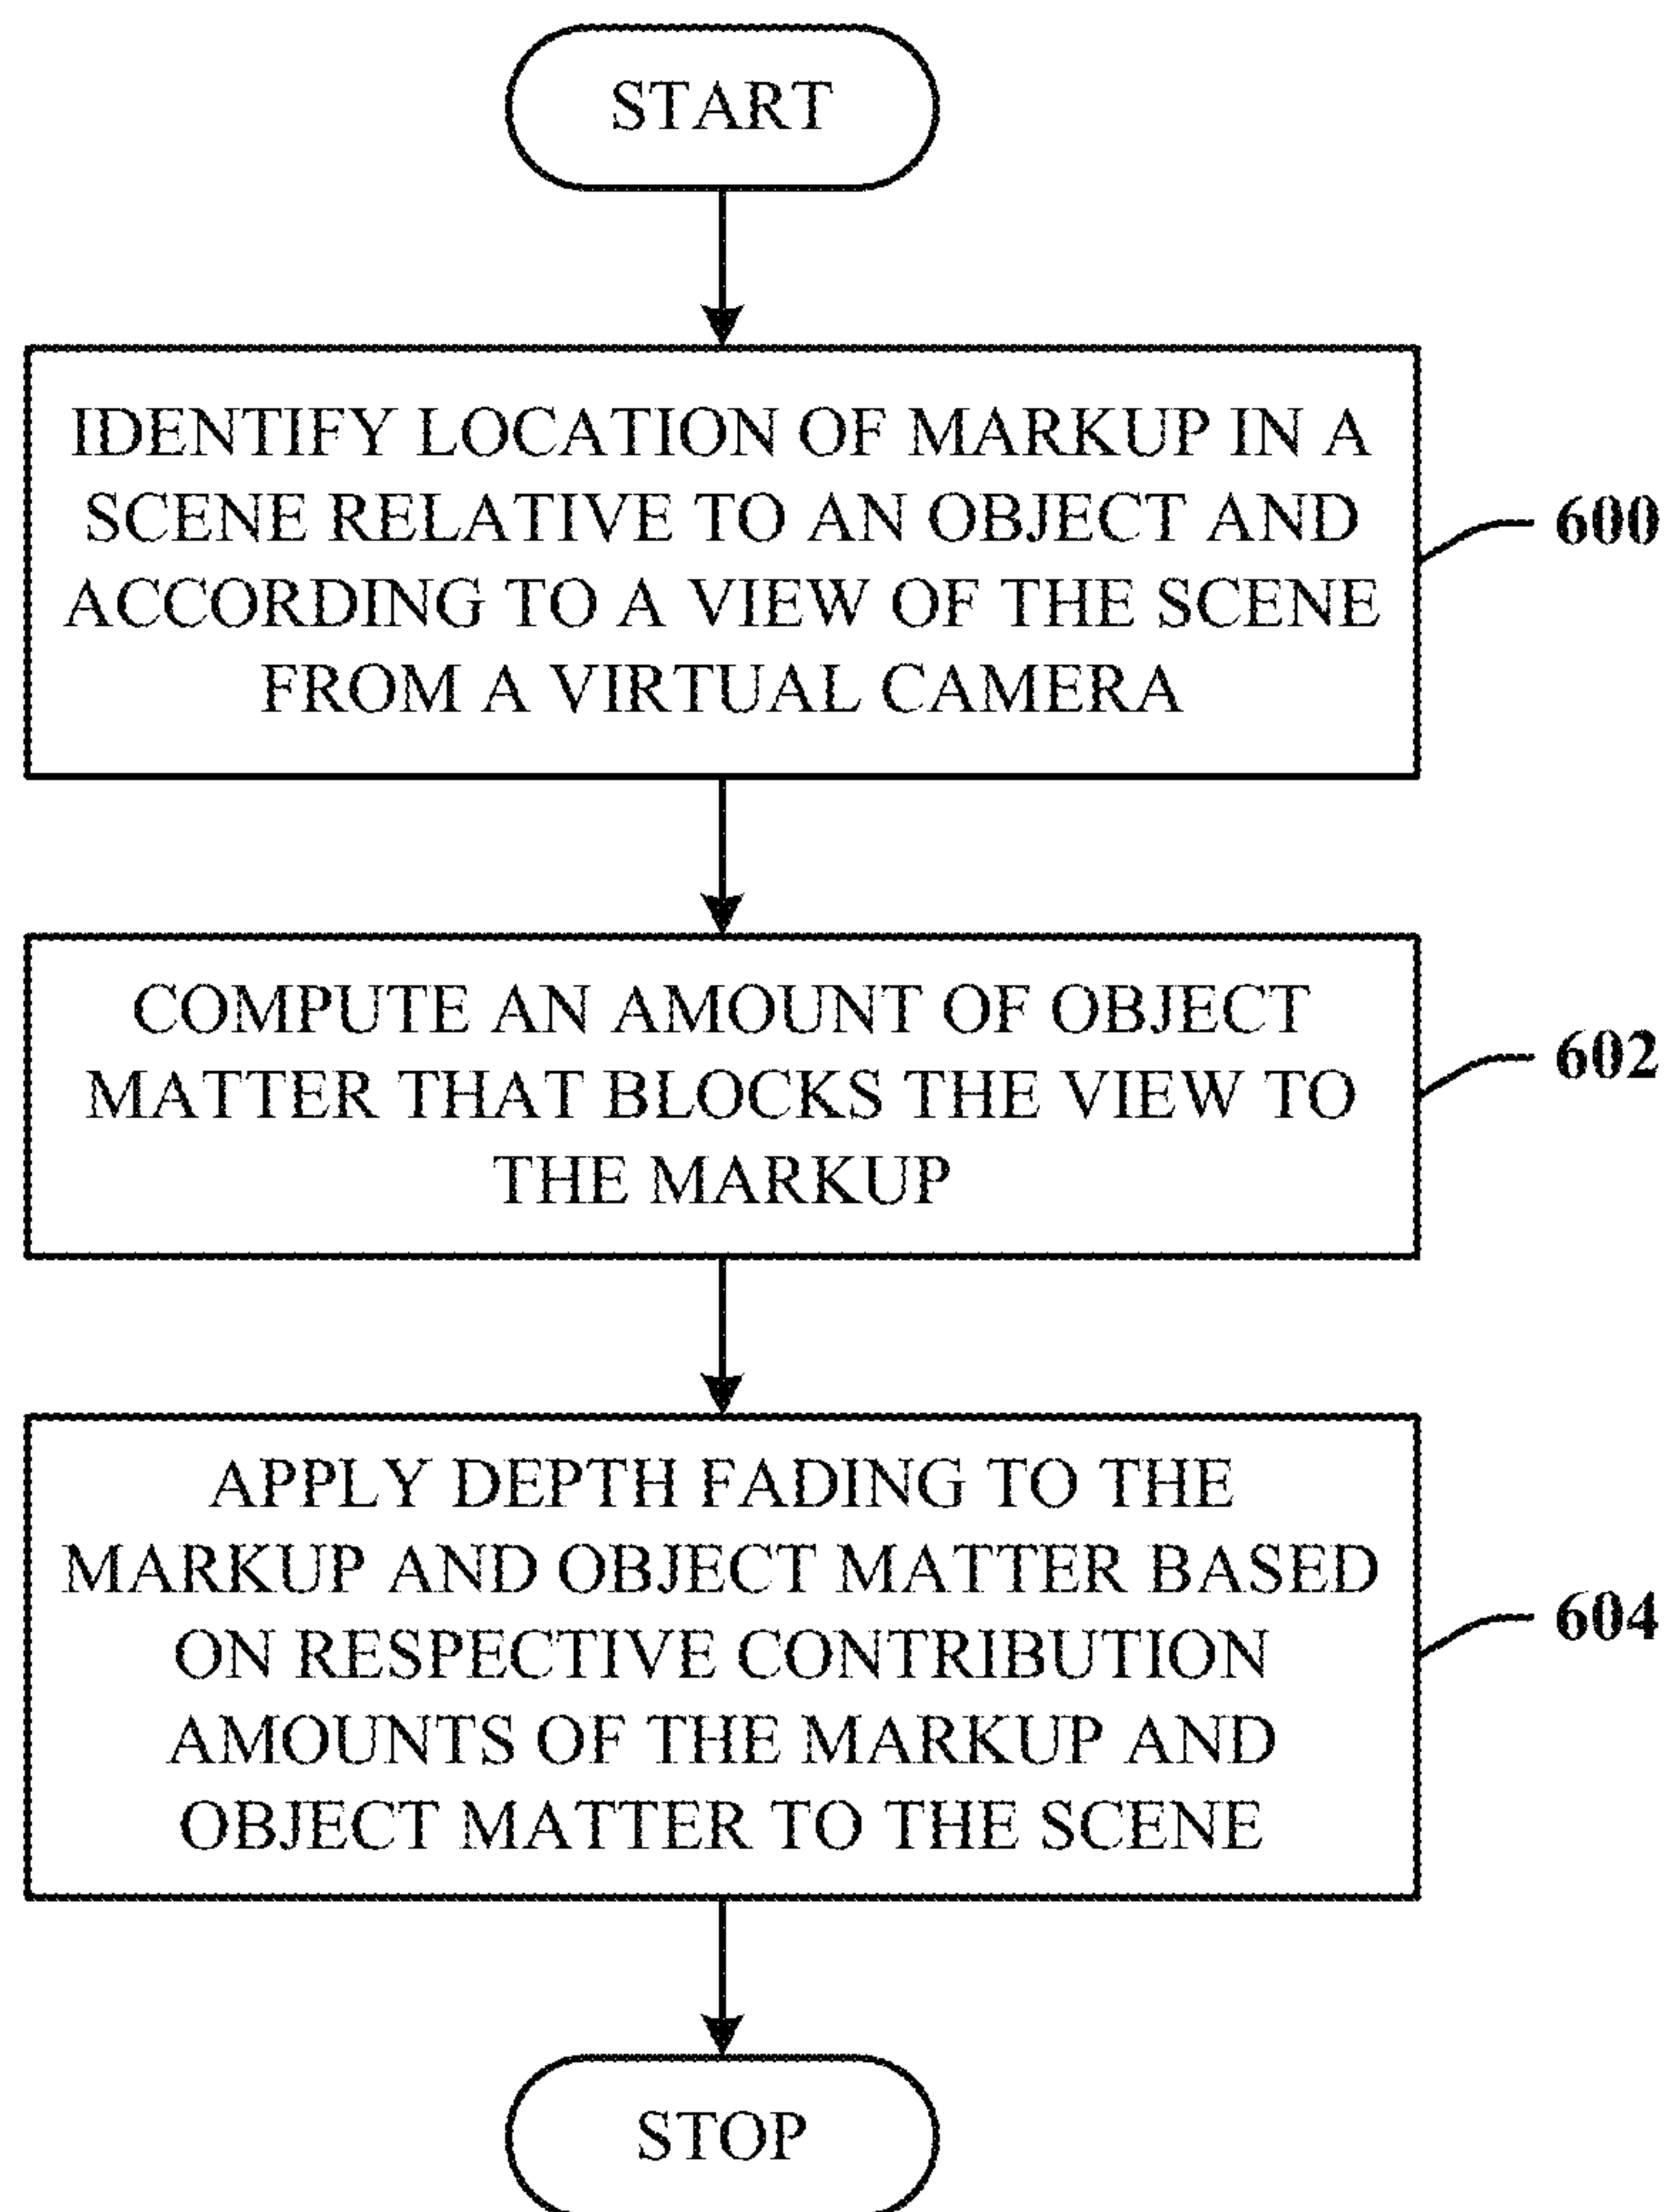 START
IDENTIFY LOCATION OF MARKUP IN A
SCENE RELATIVE TO AN OBJECT AND
ACCORDING TO A VIEW OF THE SCENE
FROM A VIRTUAL CAMERA
600
COMPUTE AN AMOUNT OF OBJECT
MATTER THAT BLOCKS THE VIEW TO
THE MARKUP
602
APPLY DEPTH FADING TO THE
MARKUP AND OBJECT MATTER BASED
ON RESPECTIVE CONTRIBUTION
AMOUNTS OF THE MARKUP AND
OBJECT MATTER TO THE SCENE
604
STOP